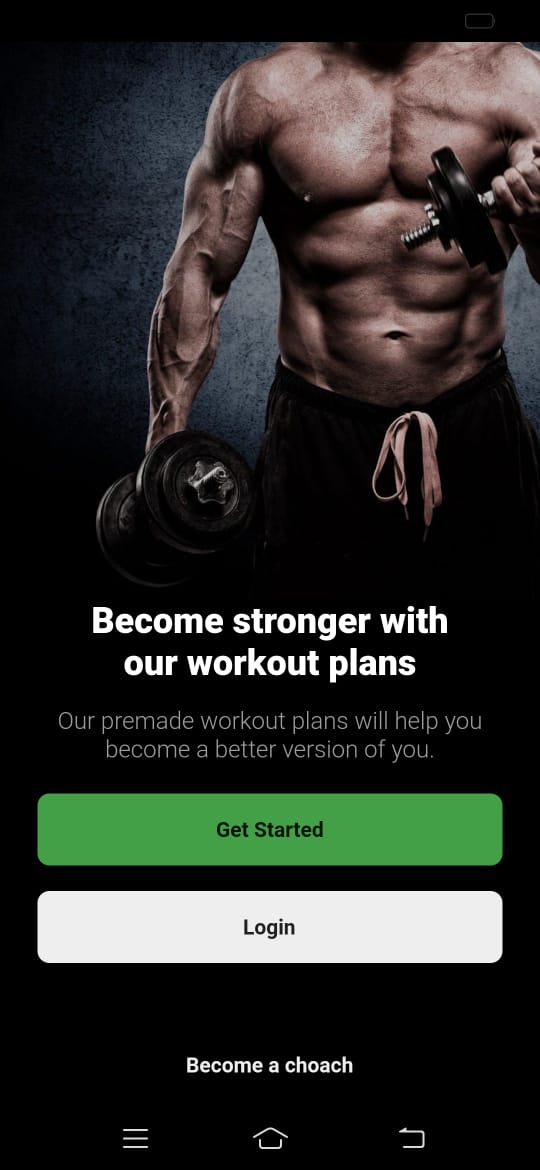 Become stronger with
our workout plans
Our premade workout plans will help you
become a better version of you.
Get Started
Login
Become a choach